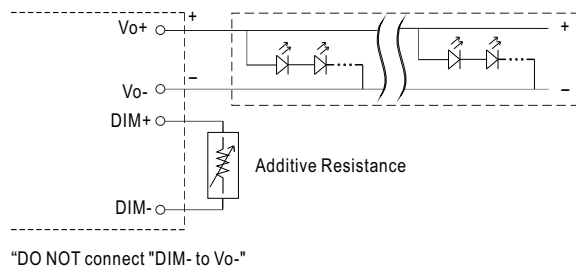 Vo+
+
+
Vo-
−
−
DIM+
Additive Resistance
DIM-
“DO NOT connect "DIM- to Vo-"